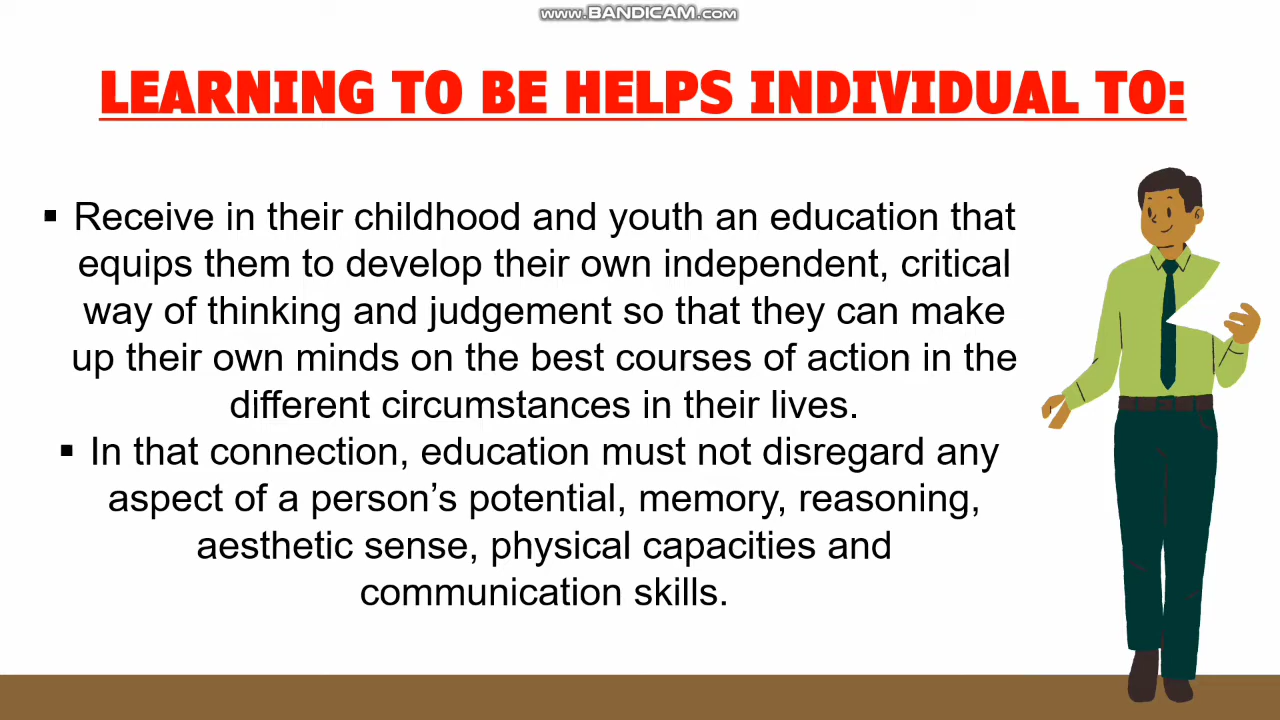 www.BANDICAM.com
LEARNING TO BE HELPS INDIVIDUAL TO:
▪ Receive in their childhood and youth an education that
equips them to develop their own independent, critical
way of thinking and judgement so that they can make
up their own minds on the best courses of action in the
different circumstances in their lives.
▪ In that connection, education must not disregard any
aspect of a person’s potential, memory, reasoning,
aesthetic sense, physical capacities and
communication skills.